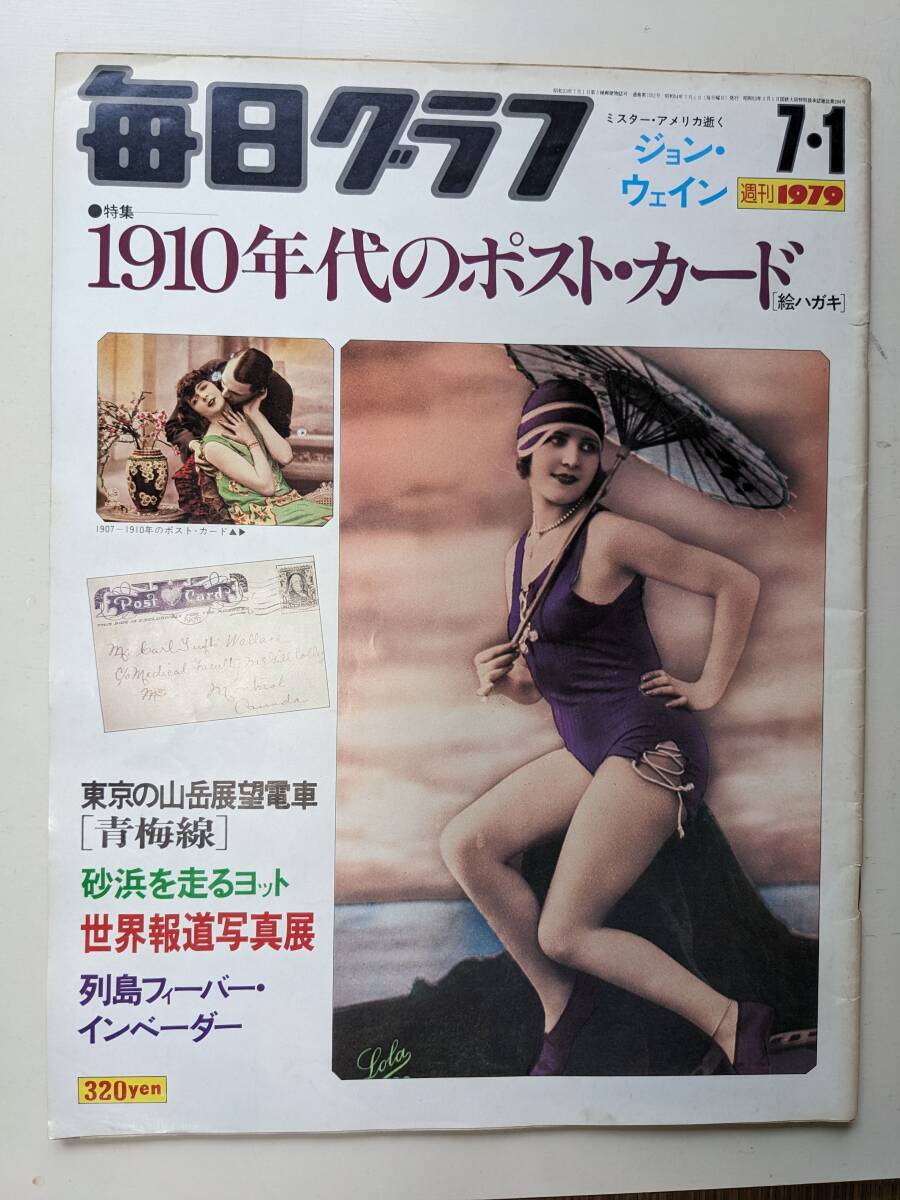 毎日グラフ
ミスター・アメリカ逝く
ジョン・
ウェイン
7・1
週刊1979
●特集
1910年代のポスト・カード
[絵ハガキ]
1907−1910年のポスト・カード▲▶
Post Card
Montreal
Canada
東京の山岳展望電車
[青梅線]
砂浜を走るヨット
世界報道写真展
列島フィーバー・
インベーダー
320yen
Lola